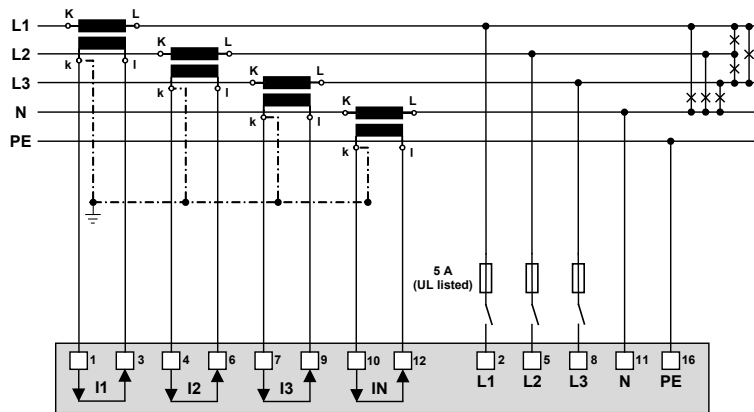 L1 K L
L2 k l K L
L3 k l K L
N k l K L
PE k l
5 A
(UL listed)
1 3 4 6 7 9 10 12 2 5 8 11 16
I1 I2 I3 IN L1 L2 L3 N PE